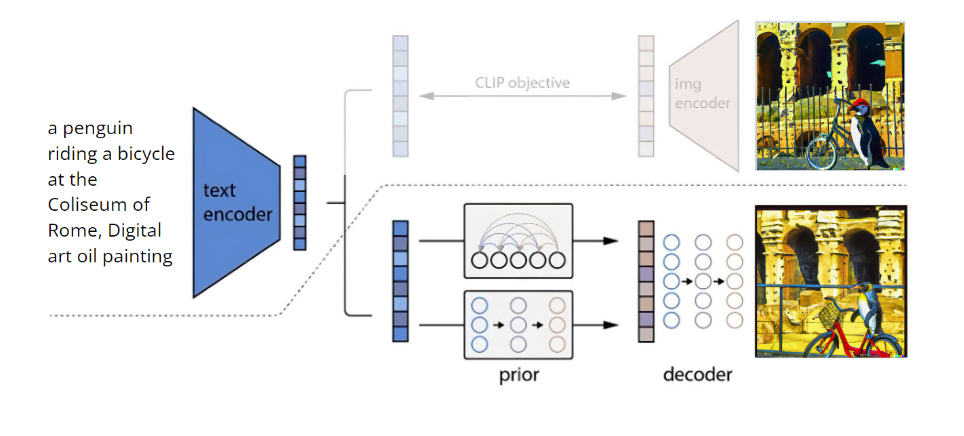 a penguin
riding a bicycle
at the
Coliseum of
Rome, Digital
art oil painting
text
encoder
CLIP objective
img
encoder
prior
decoder